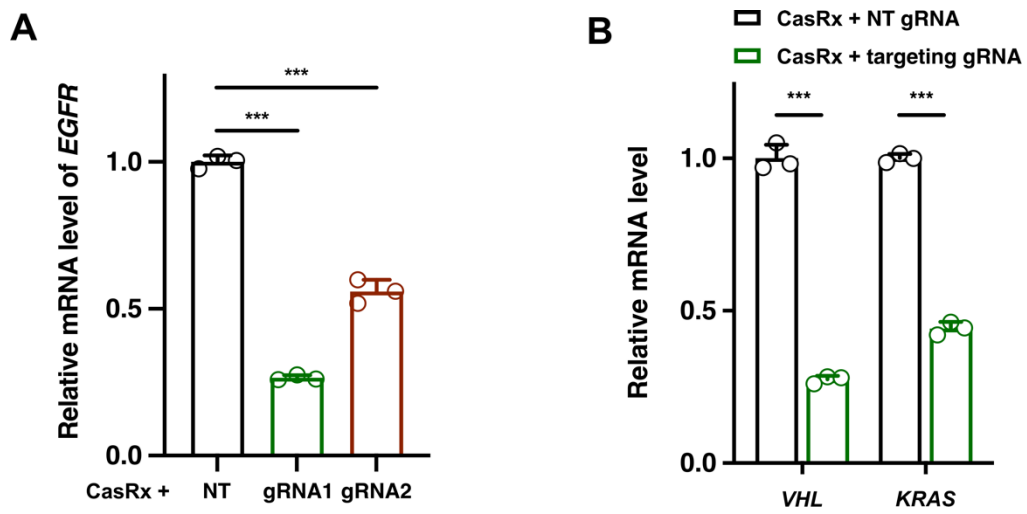 A
Relative mRNA level of EGFR
1.0
0.5
0.0
***
***
CasRx + NT gRNA1 gRNA2
B
CasRx + NT gRNA
CasRx + targeting gRNA
Relative mRNA level
1.0
0.5
0.0
*** ***
VHL KRAS